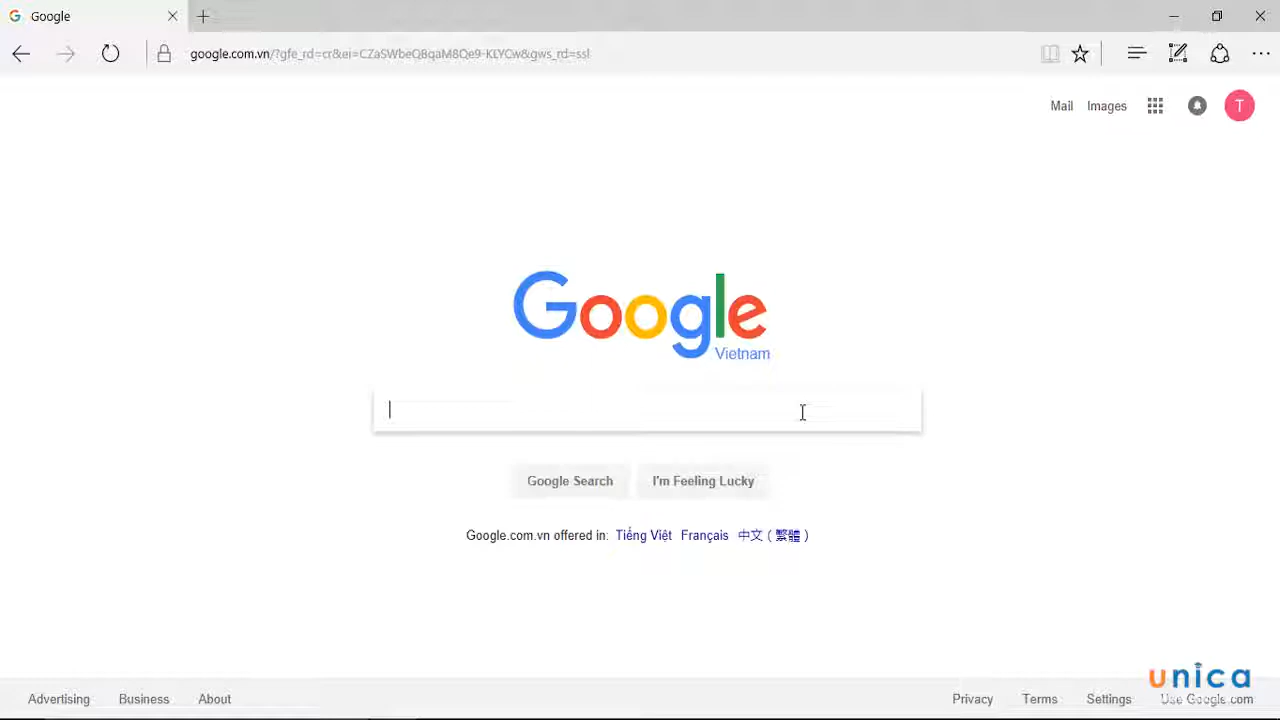 Google
google.com.vn/?gfe_rd=cr&ei=CZaSWbeQ8qaM8Qe9-KLYCw&gws_rd=ssl
Mail Images T
Google
Vietnam
Google Search I'm Feeling Lucky
Google.com.vn offered in: Tiếng Việt Français 中文 ( 繁體 )
unica
Advertising Business About Privacy Terms Settings Use Google.com